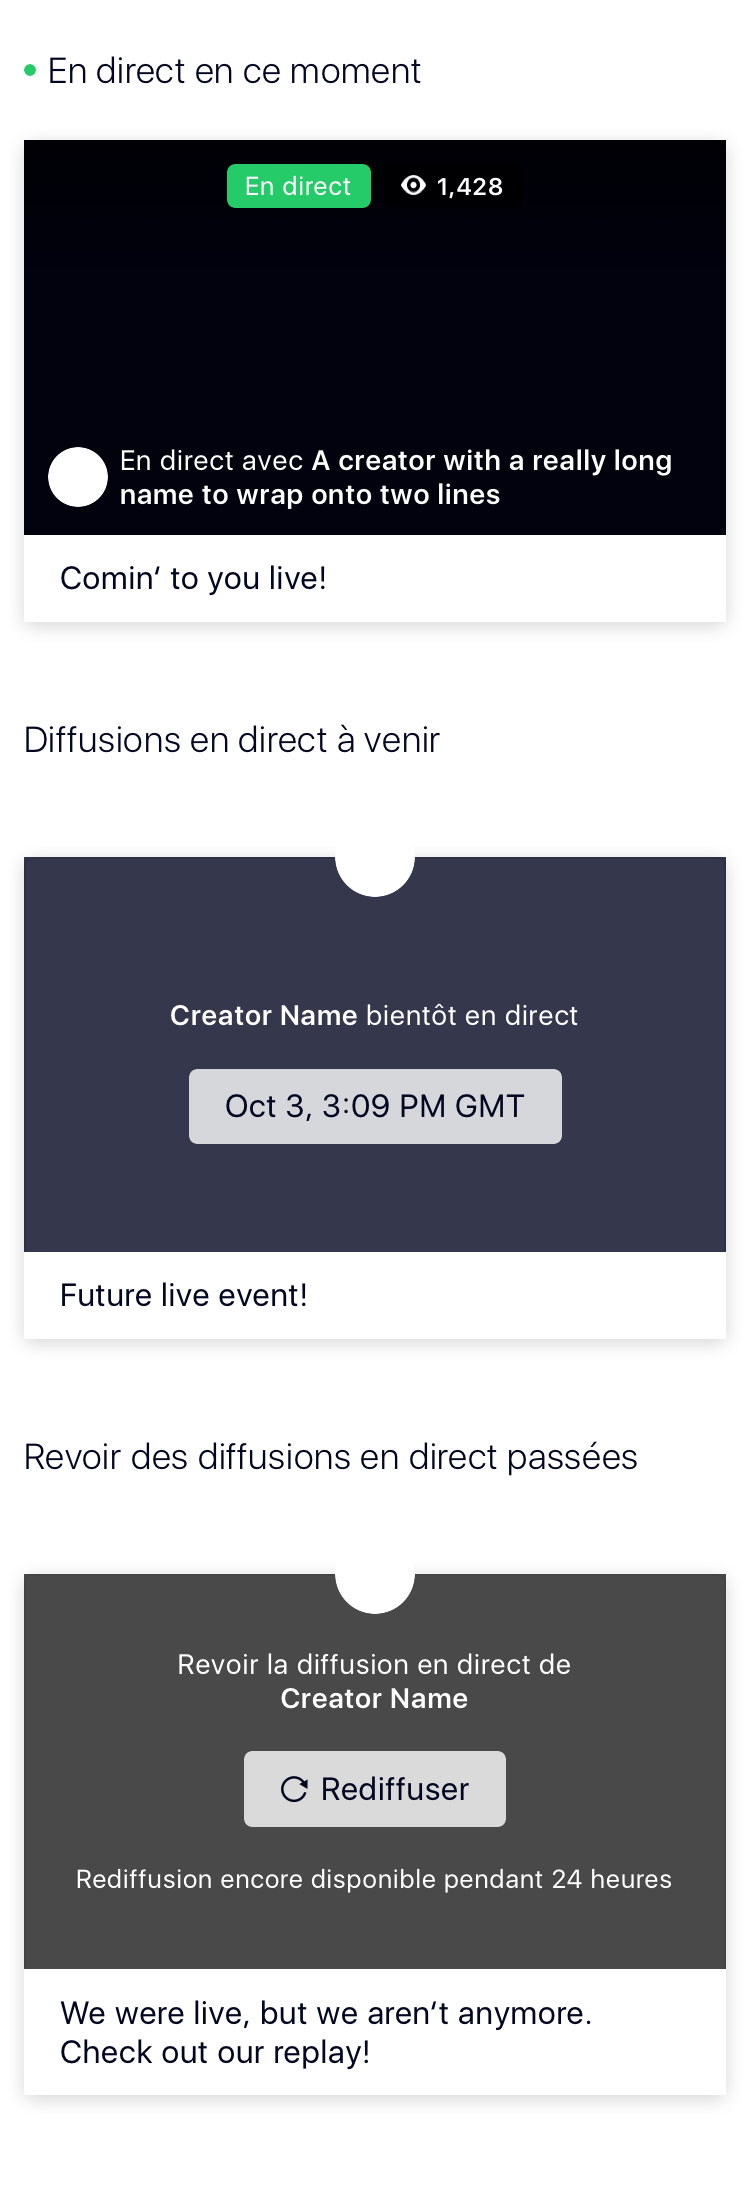 En direct en ce moment
En direct
1,428
En direct avec A creator with a really long
name to wrap onto two lines
Comin’ to you live!
Diffusions en direct à venir
Creator Name bientôt en direct
Oct 3, 3:09 PM GMT
Future live event!
Revoir des diffusions en direct passées
Revoir la diffusion en direct de
Creator Name
Rediffuser
Rediffusion encore disponible pendant 24 heures
We were live, but we aren’t anymore.
Check out our replay!